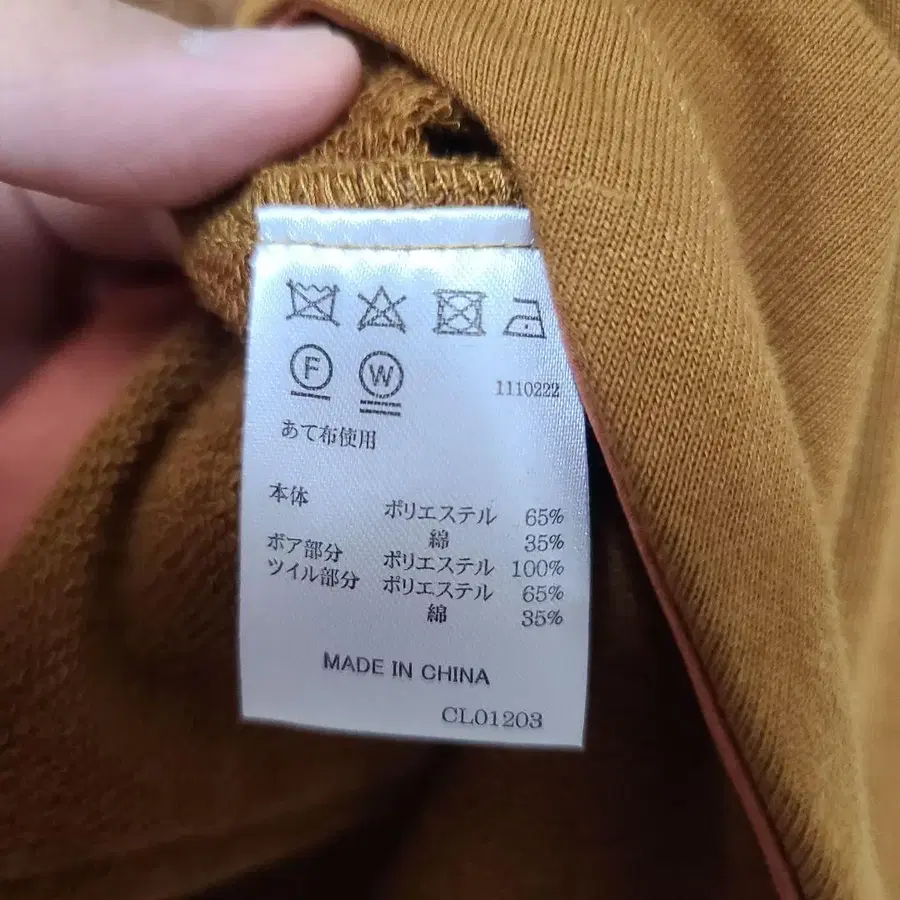 F W 1110222
あて布使用
本体 ポリエステル 65%
綿 35%
ボア部分 ポリエステル 100%
ツイル部分 ポリエステル 65%
綿 35%
MADE IN CHINA
CL01203